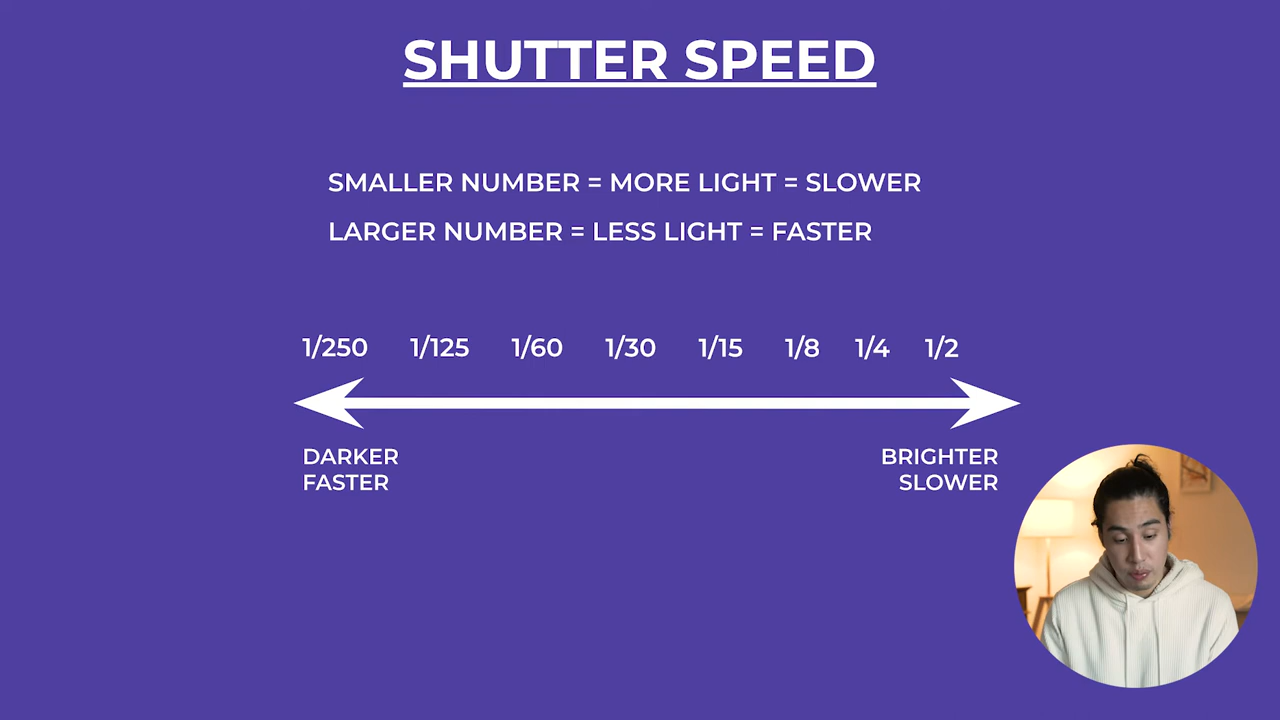 SHUTTER SPEED
SMALLER NUMBER = MORE LIGHT = SLOWER
LARGER NUMBER = LESS LIGHT = FASTER
1/250 1/125 1/60 1/30 1/15 1/8 1/4 1/2
DARKER
FASTER
BRIGHTER
SLOWER